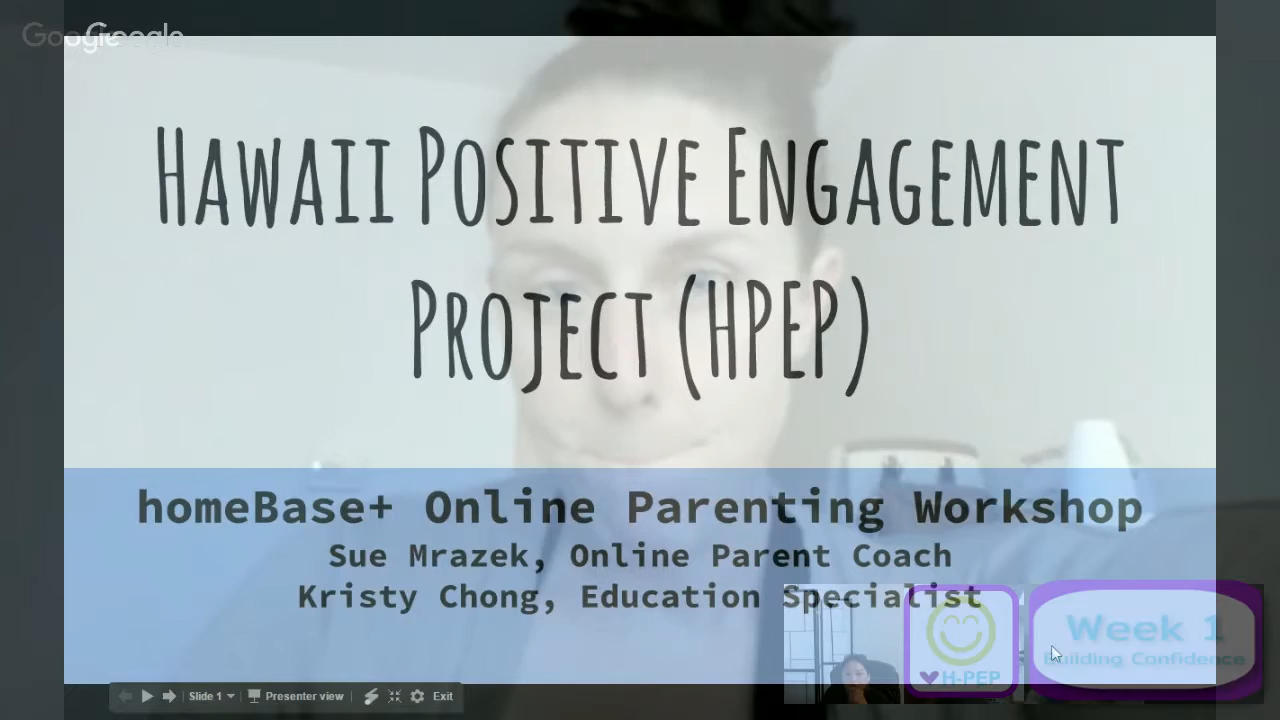 Google
Google
Hawaii Positive Engagement
Project (HPEP)
homeBase+ Online Parenting Workshop
Sue Mrazek, Online Parent Coach
Kristy Chong, Education Specialist
Week 1
Building Confidence
H-PEP
Slide 1
Presenter view
Exit